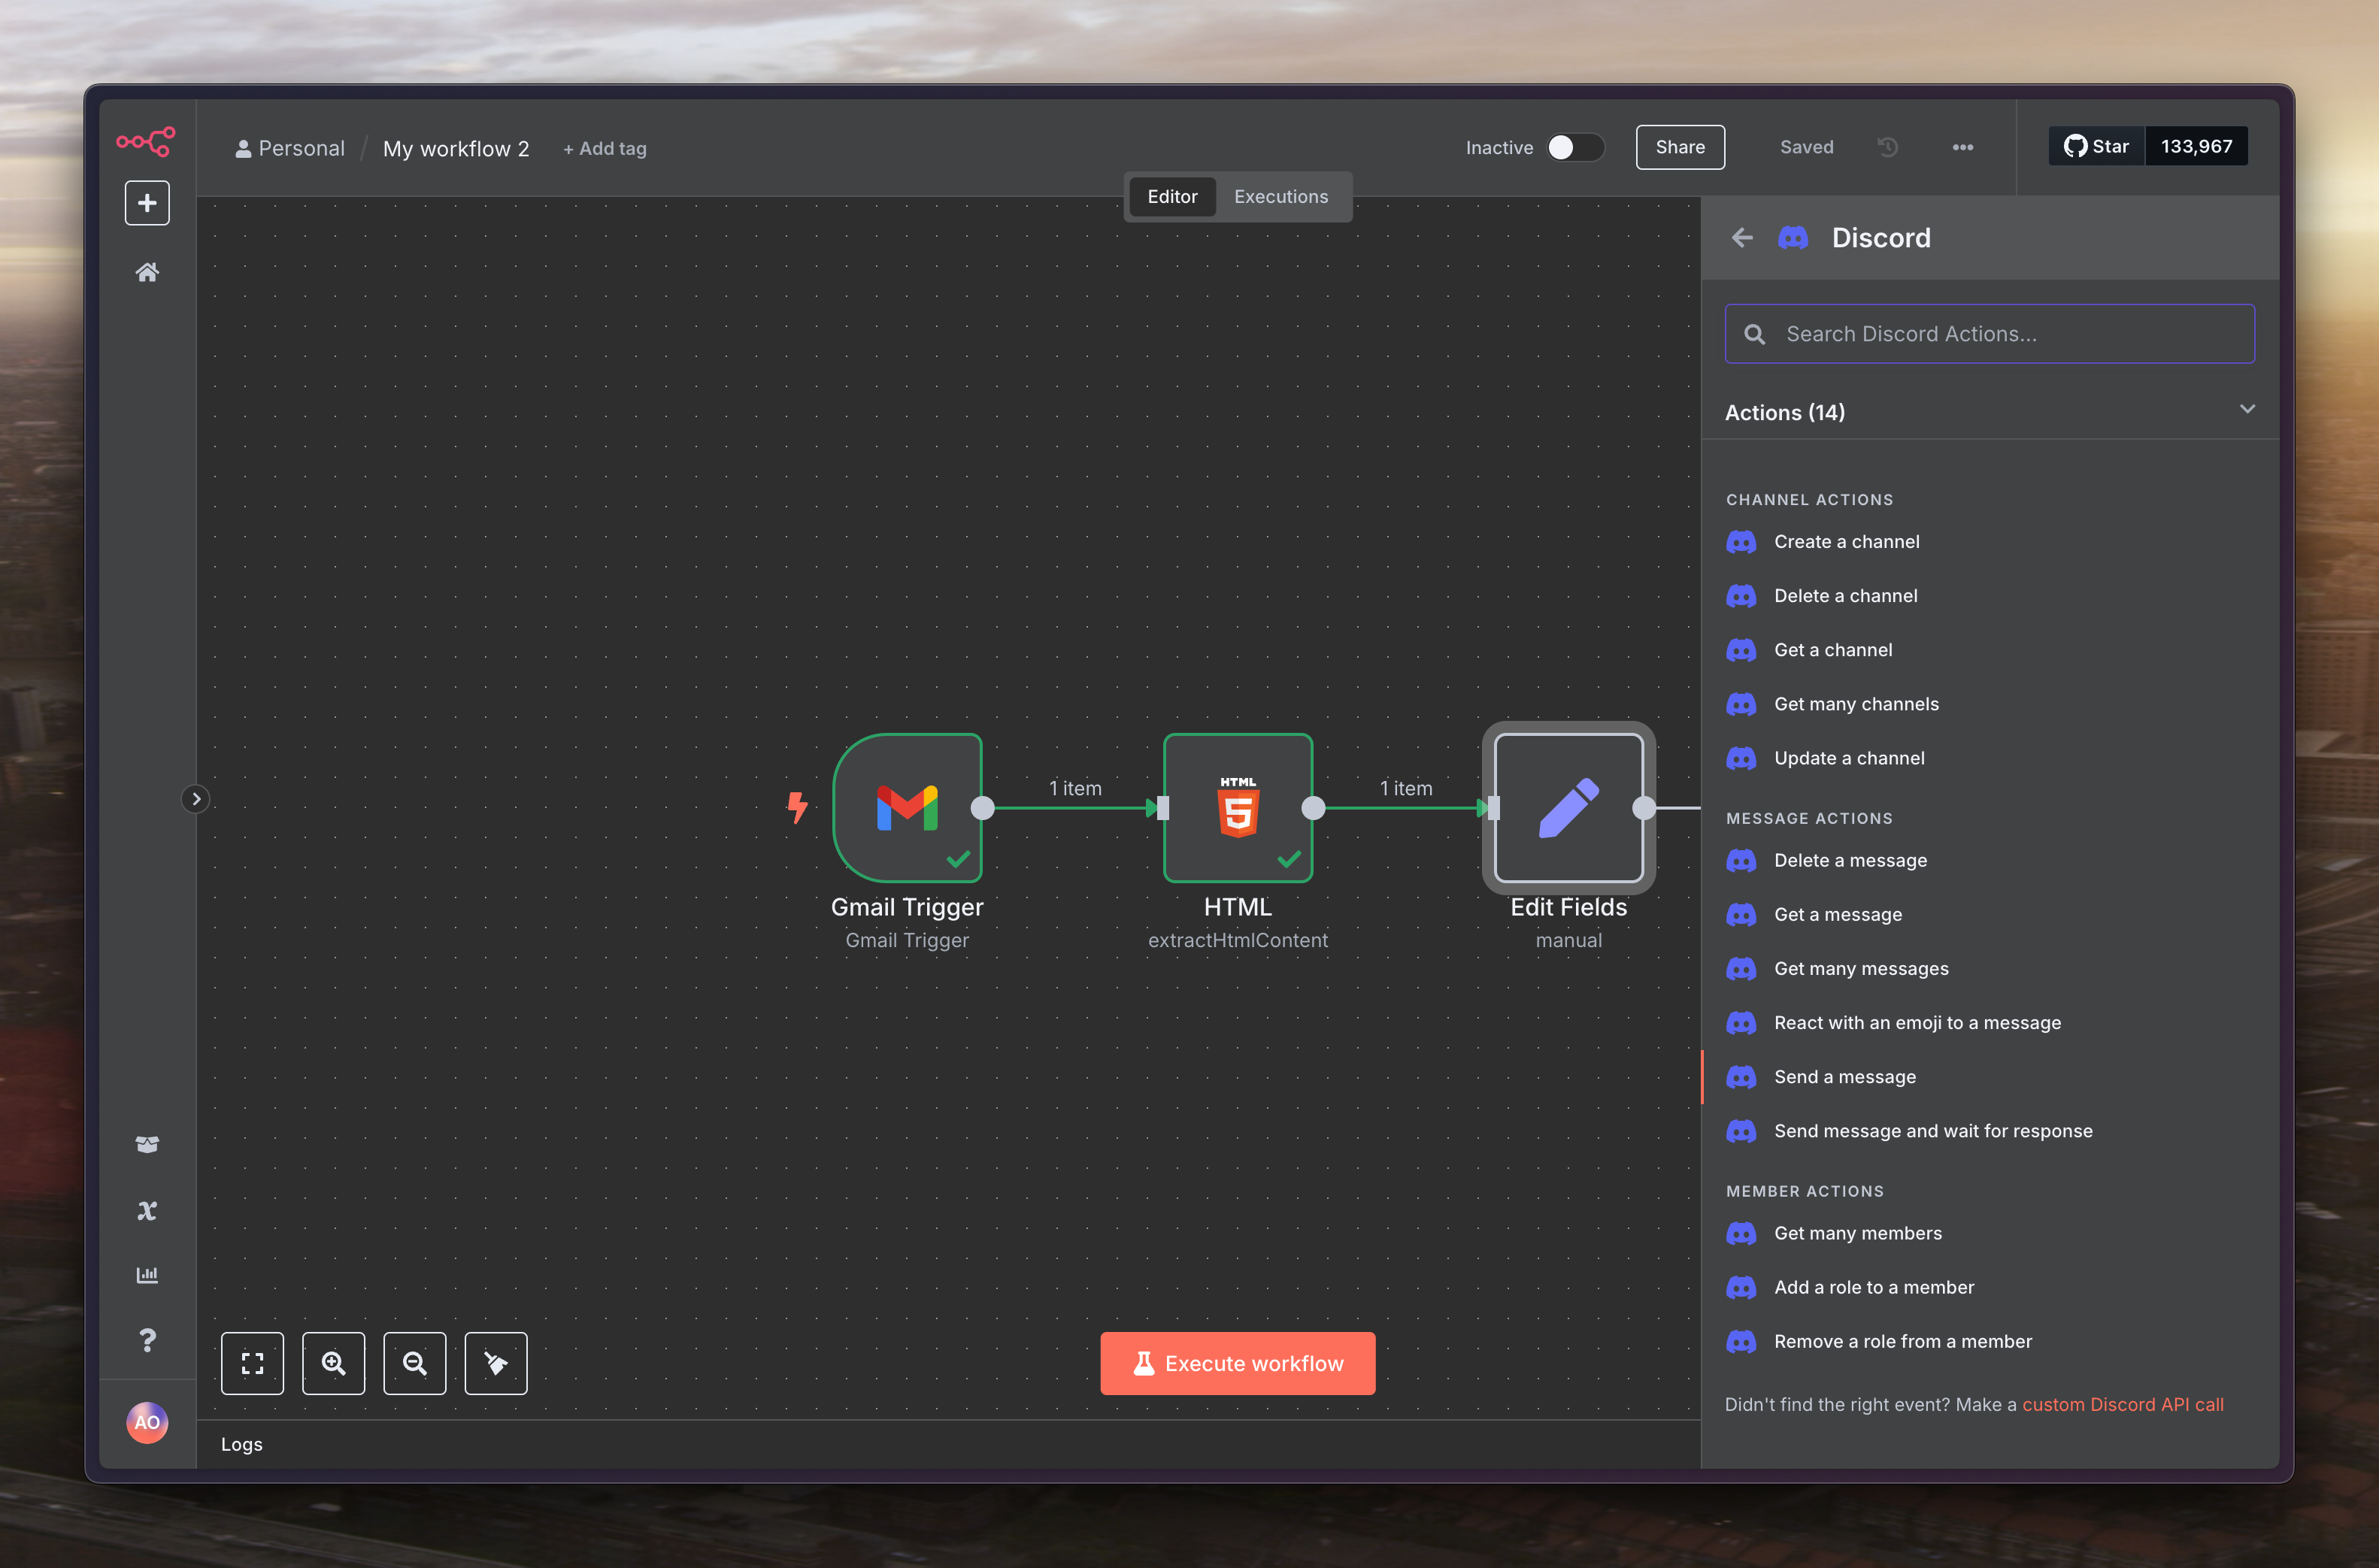 Personal / My workflow 2 + Add tag
Inactive
Share
Saved
Star 133,967
Editor Executions
Discord
Search Discord Actions...
Actions (14)
CHANNEL ACTIONS
Create a channel
Delete a channel
Get a channel
Get many channels
Update a channel
MESSAGE ACTIONS
Delete a message
Get a message
Get many messages
React with an emoji to a message
Send a message
Send message and wait for response
MEMBER ACTIONS
Get many members
Add a role to a member
Remove a role from a member
Didn't find the right event? Make a custom Discord API call
1 item
1 item
HTML
5
Gmail Trigger
Gmail Trigger
HTML
extractHtmlContent
Edit Fields
manual
Execute workflow
AO
Logs